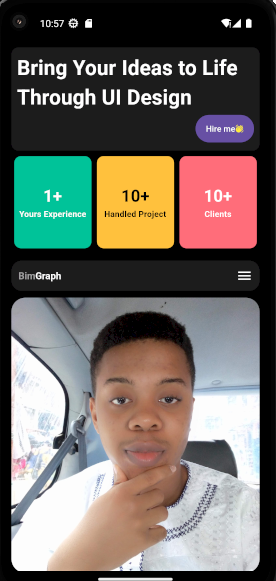 10:57
Bring Your Ideas to Life
Through UI Design
Hire me👋
1+
Yours Experience
10+
Handled Project
10+
Clients
BimGraph